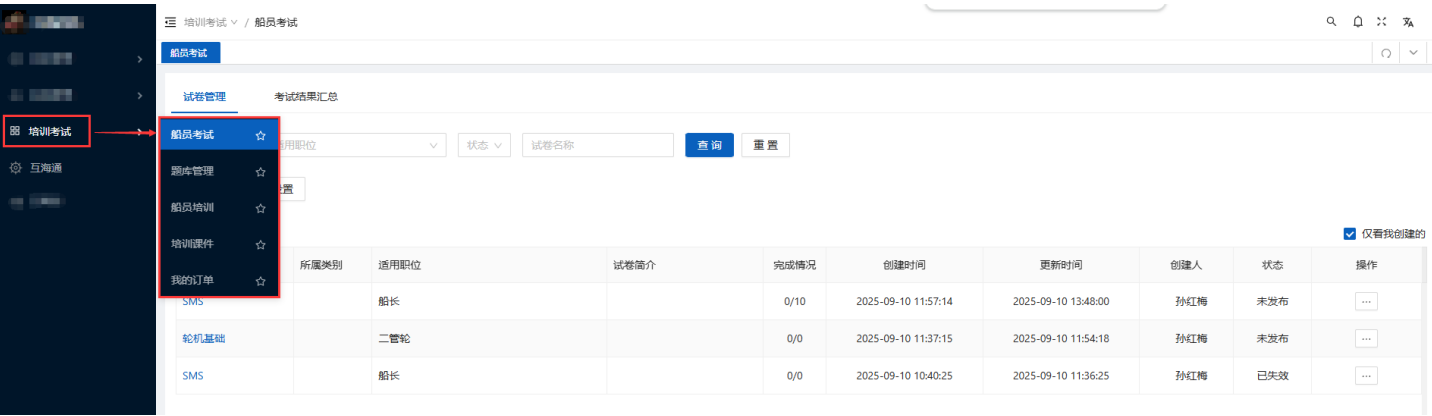 培训考试 / 船员考试
船员考试
试卷管理 考试结果汇总
培训考试
互海通
船员考试
题库管理
船员培训
培训课件
我的订单
适用职位 状态 试卷名称 查询 重置
置
仅看我创建的
所属类别 适用职位 试卷简介 完成情况 创建时间 更新时间 创建人 状态 操作
SMS 船长 0/10 2025-09-10 11:57:14 2025-09-10 13:48:00 孙红梅 未发布 ...
轮机基础 二管轮 0/0 2025-09-10 11:37:15 2025-09-10 11:54:18 孙红梅 未发布 ...
SMS 船长 0/0 2025-09-10 10:40:25 2025-09-10 11:36:25 孙红梅 已失效 ...